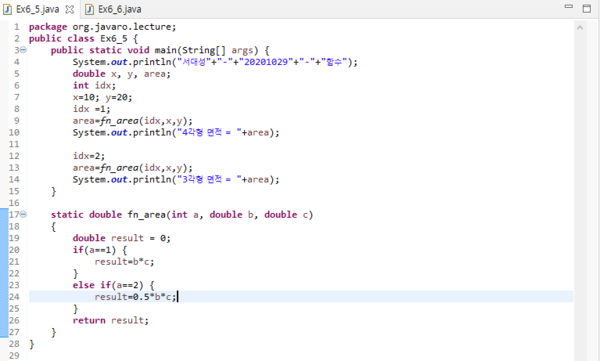 Ex6_5.java Ex6_6.java
1 package org.javaro.lecture;
2 public class Ex6_5 {
3 public static void main(String[] args) {
4 System.out.println("서대성"+"-"+"20201029"+"-"+"함수");
5 double x, y, area;
6 int idx;
7 x=10; y=20;
8 idx =1;
9 area=fn_area(idx,x,y);
10 System.out.println("4각형 면적 = "+area);
11
12 idx=2;
13 area=fn_area(idx,x,y);
14 System.out.println("3각형 면적 = "+area);
15 }
16
17 static double fn_area(int a, double b, double c)
18 {
19 double result = 0;
20 if(a==1) {
21 result=b*c;
22 }
23 else if(a==2) {
24 result=0.5*b*c;
25 }
26 return result;
27 }
28 }
29